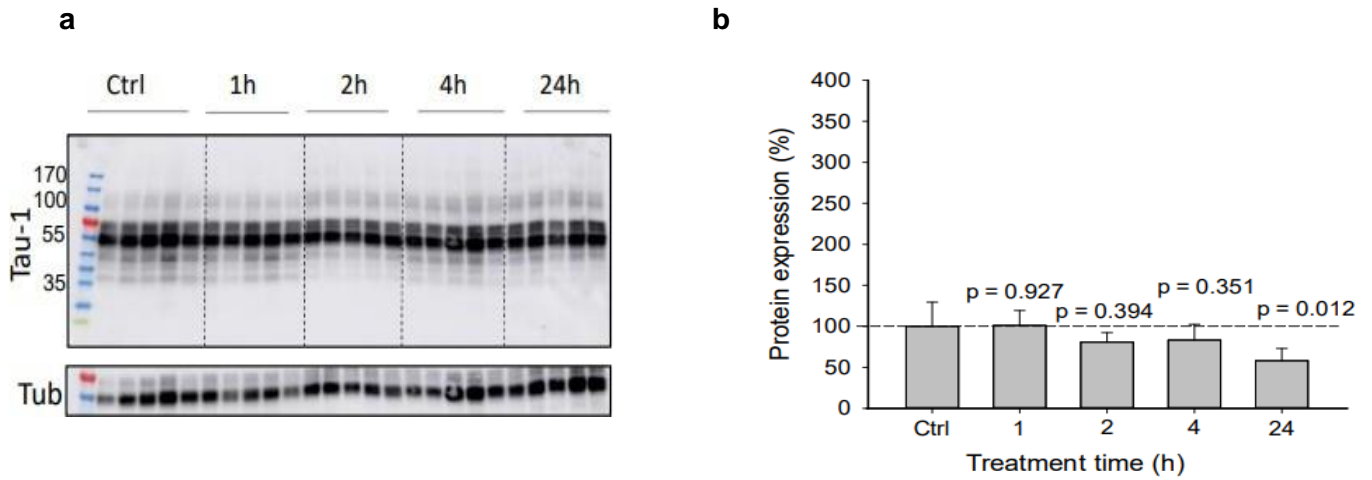 a
Ctrl 1h 2h 4h 24h
170
100
55
35
Tau-1
Tub
b
400
350
300
250
200
150
100
50
0
Protein expression (%)
p = 0.927
p = 0.394
p = 0.351
p = 0.012
Ctrl 1 2 4 24
Treatment time (h)